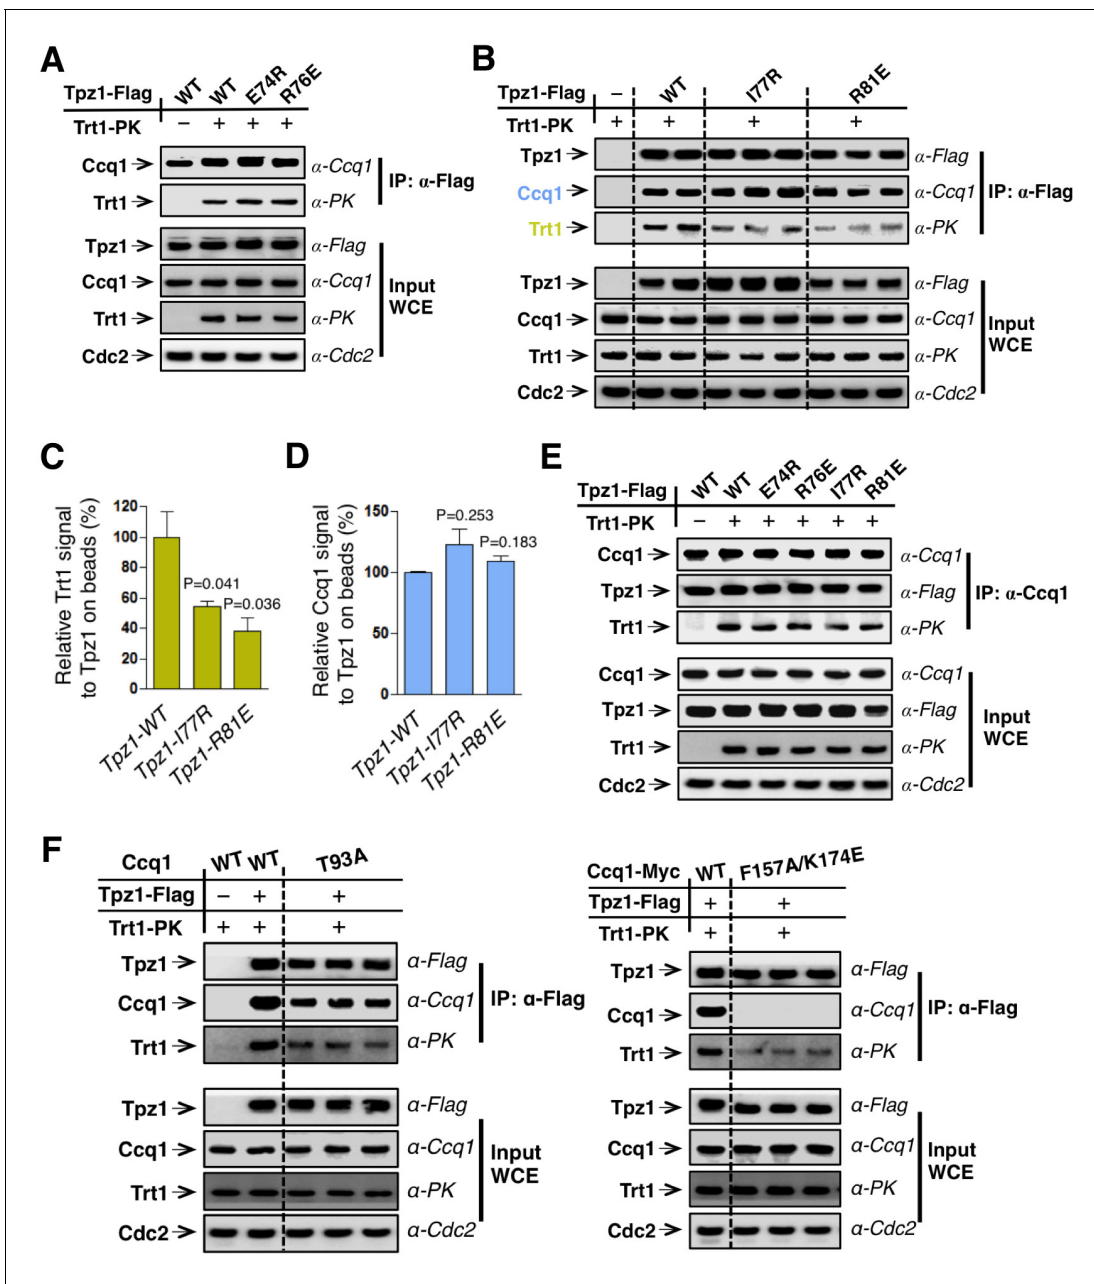 A
Tpz1-Flag WT WT E74R R76E
Trt1-PK − + + +
Ccq1 α-Ccq1
Trt1 α-PK
IP: α-Flag
Tpz1 α-Flag
Ccq1 α-Ccq1
Trt1 α-PK
Cdc2 α-Cdc2
Input
WCE
B
Tpz1-Flag − WT I77R R81E
Trt1-PK + + + +
Tpz1 α-Flag
Ccq1 α-Ccq1
Trt1 α-PK
IP: α-Flag
Tpz1 α-Flag
Ccq1 α-Ccq1
Trt1 α-PK
Cdc2 α-Cdc2
Input
WCE
C
Relative Trt1 signal
to Tpz1 on beads (%)
120
100
80
60
40
20
0
P=0.041
P=0.036
Tpz1-WT
Tpz1-I77R
Tpz1-R81E
D
Relative Ccq1 signal
to Tpz1 on beads (%)
150
100
50
0
P=0.253
P=0.183
Tpz1-WT
Tpz1-I77R
Tpz1-R81E
E
Tpz1-Flag WT WT E74R R76E I77R R81E
Trt1-PK − + + + + +
Ccq1 α-Ccq1
Tpz1 α-Flag
Trt1 α-PK
IP: α-Ccq1
Ccq1 α-Ccq1
Tpz1 α-Flag
Trt1 α-PK
Cdc2 α-Cdc2
Input
WCE
F
Ccq1 WT WT T93A
Tpz1-Flag − + +
Trt1-PK + + +
Tpz1 α-Flag
Ccq1 α-Ccq1
Trt1 α-PK
IP: α-Flag
Tpz1 α-Flag
Ccq1 α-Ccq1
Trt1 α-PK
Cdc2 α-Cdc2
Input
WCE
Ccq1-Myc WT F157A/K174E
Tpz1-Flag + +
Trt1-PK + +
Tpz1 α-Flag
Ccq1 α-Ccq1
Trt1 α-PK
IP: α-Flag
Tpz1 α-Flag
Ccq1 α-Ccq1
Trt1 α-PK
Cdc2 α-Cdc2
Input
WCE